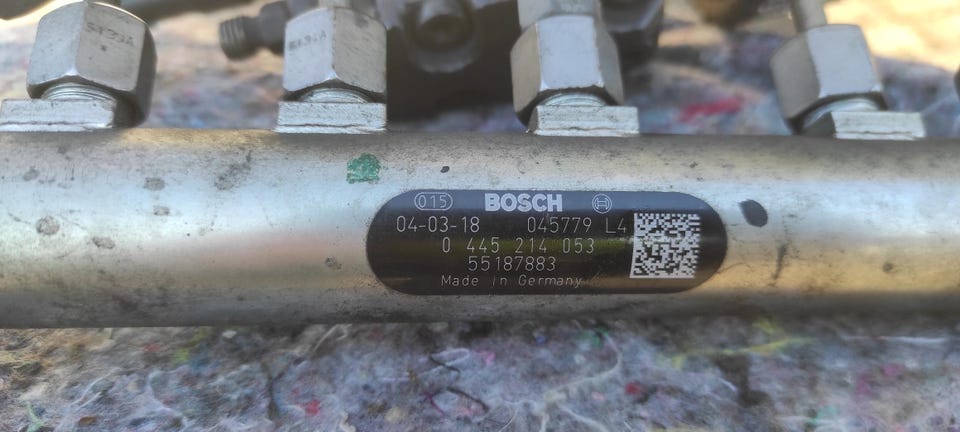 015 BOSCH
04-03-18 045779 L4
0 445 214 053
55187883
Made in Germany